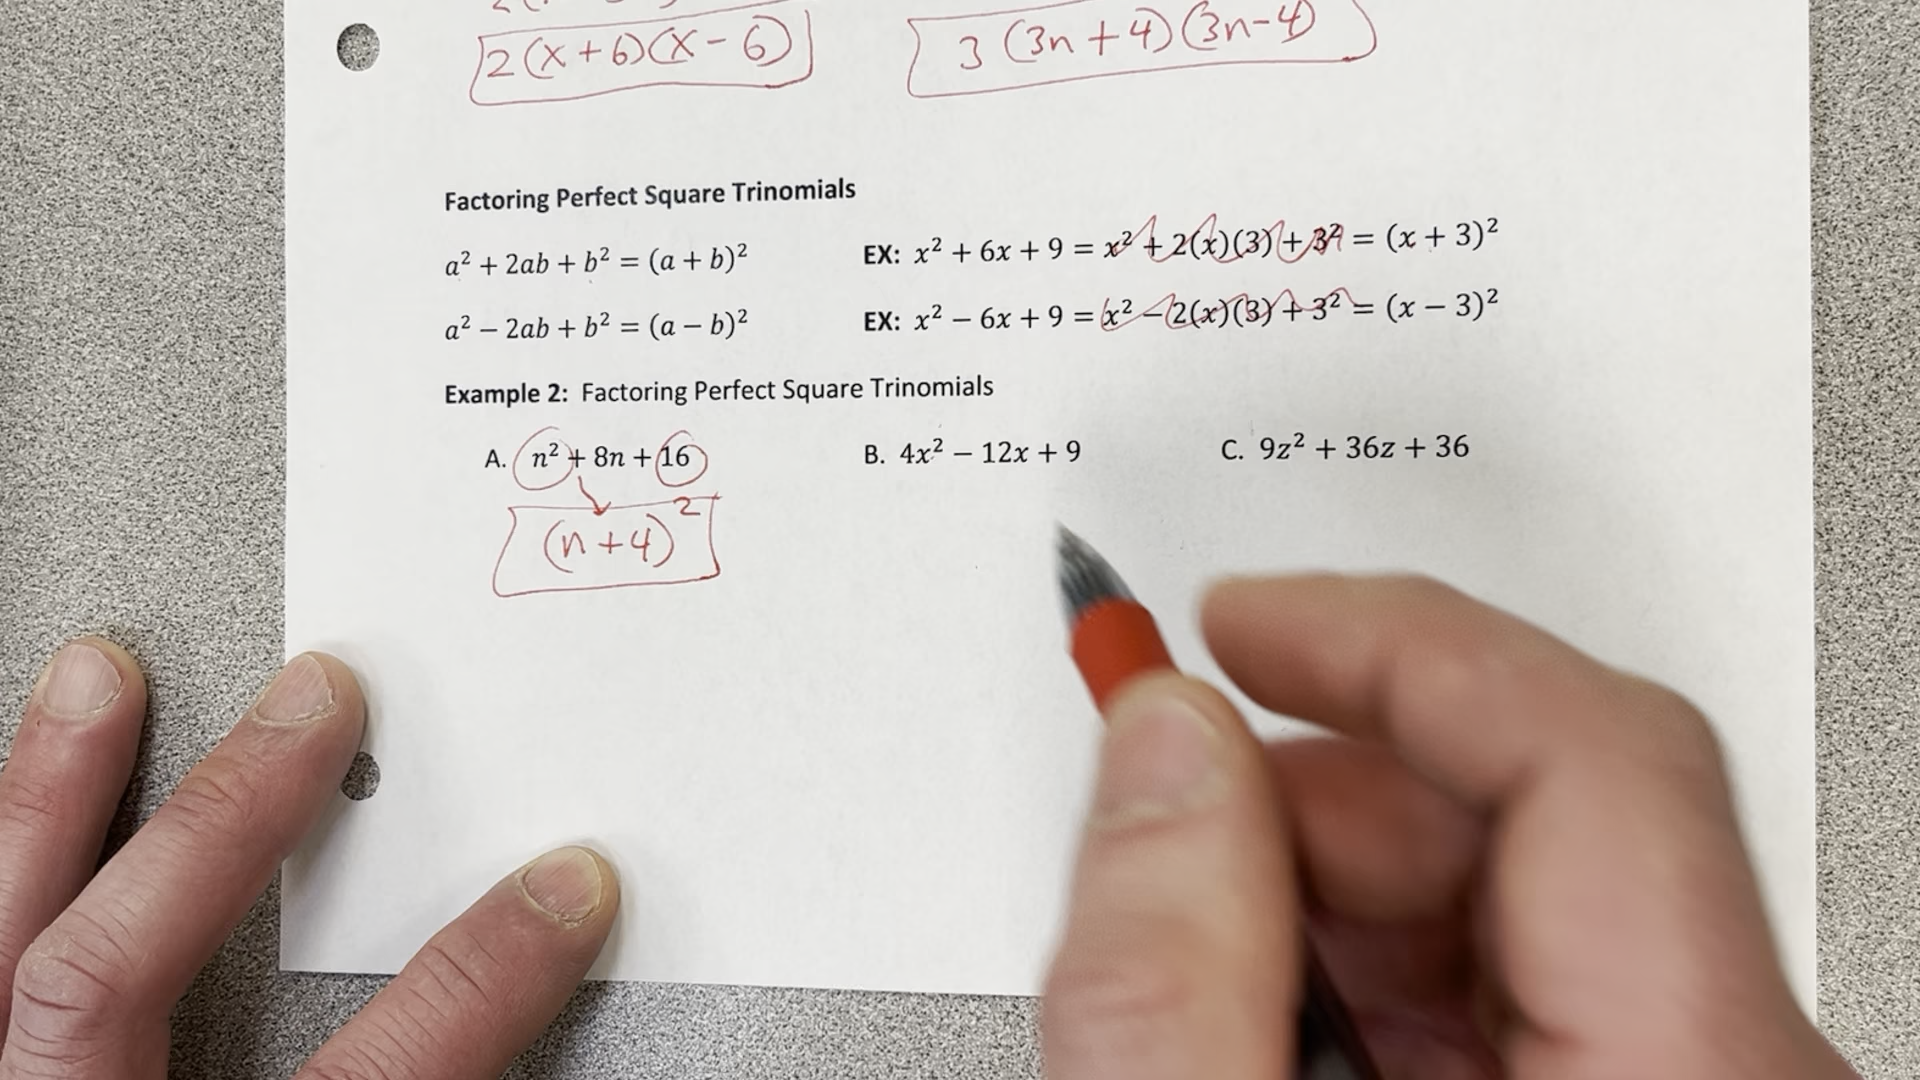 2(x+6)(x-6)
3(3n+4)(3n-4)
Factoring Perfect Square Trinomials
a² + 2ab + b² = (a + b)²
EX: x² + 6x + 9 = x² + 2(x)(3) + 3² = (x + 3)²
a² − 2ab + b² = (a − b)²
EX: x² − 6x + 9 = x² − 2(x)(3) + 3² = (x − 3)²
Example 2: Factoring Perfect Square Trinomials
A. n² + 8n + 16
B. 4x² − 12x + 9
C. 9z² + 36z + 36
(n+4)²